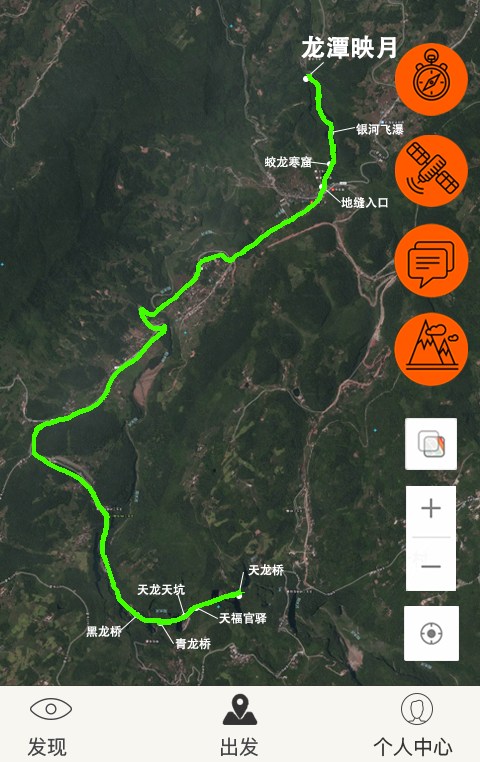 龙潭映月
银河飞瀑
蛟龙寒窟
地缝入口
天龙桥
天龙天坑
天福官驿
黑龙桥
青龙桥
发现
出发
个人中心